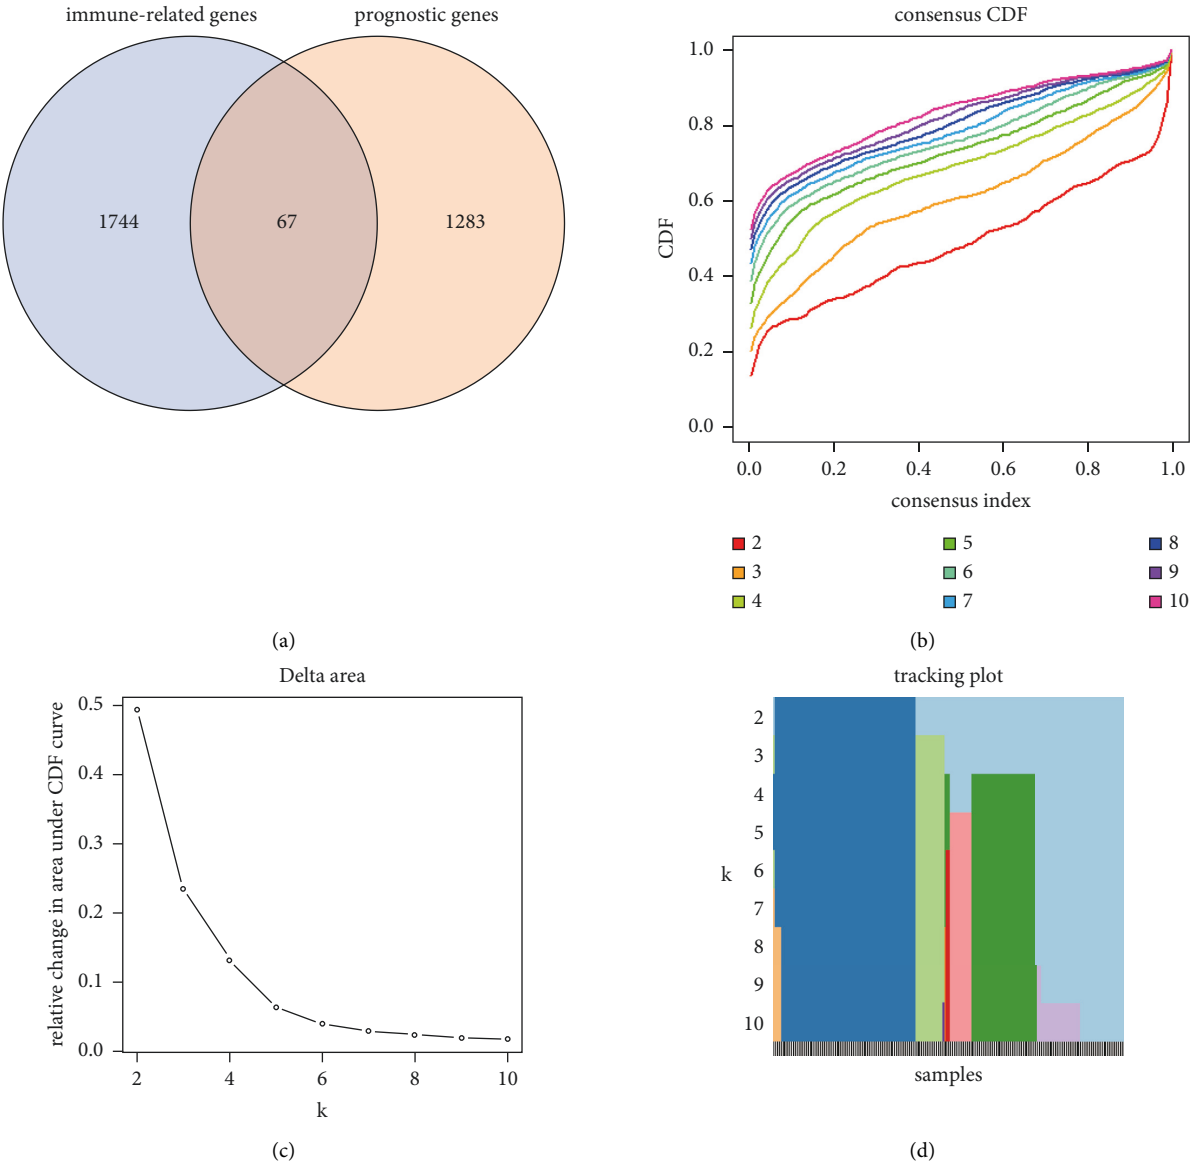 immune-related genes
prognostic genes
1744
67
1283
(a)
consensus CDF
CDF
1.0
0.8
0.6
0.4
0.2
0.0
0.0 0.2 0.4 0.6 0.8 1.0
consensus index
2 5 8
3 6 9
4 7 10
(b)
Delta area
relative change in area under CDF curve
0.5
0.4
0.3
0.2
0.1
0.0
2 4 6 8 10
k
(c)
tracking plot
k
2
3
4
5
6
7
8
9
10
samples
(d)